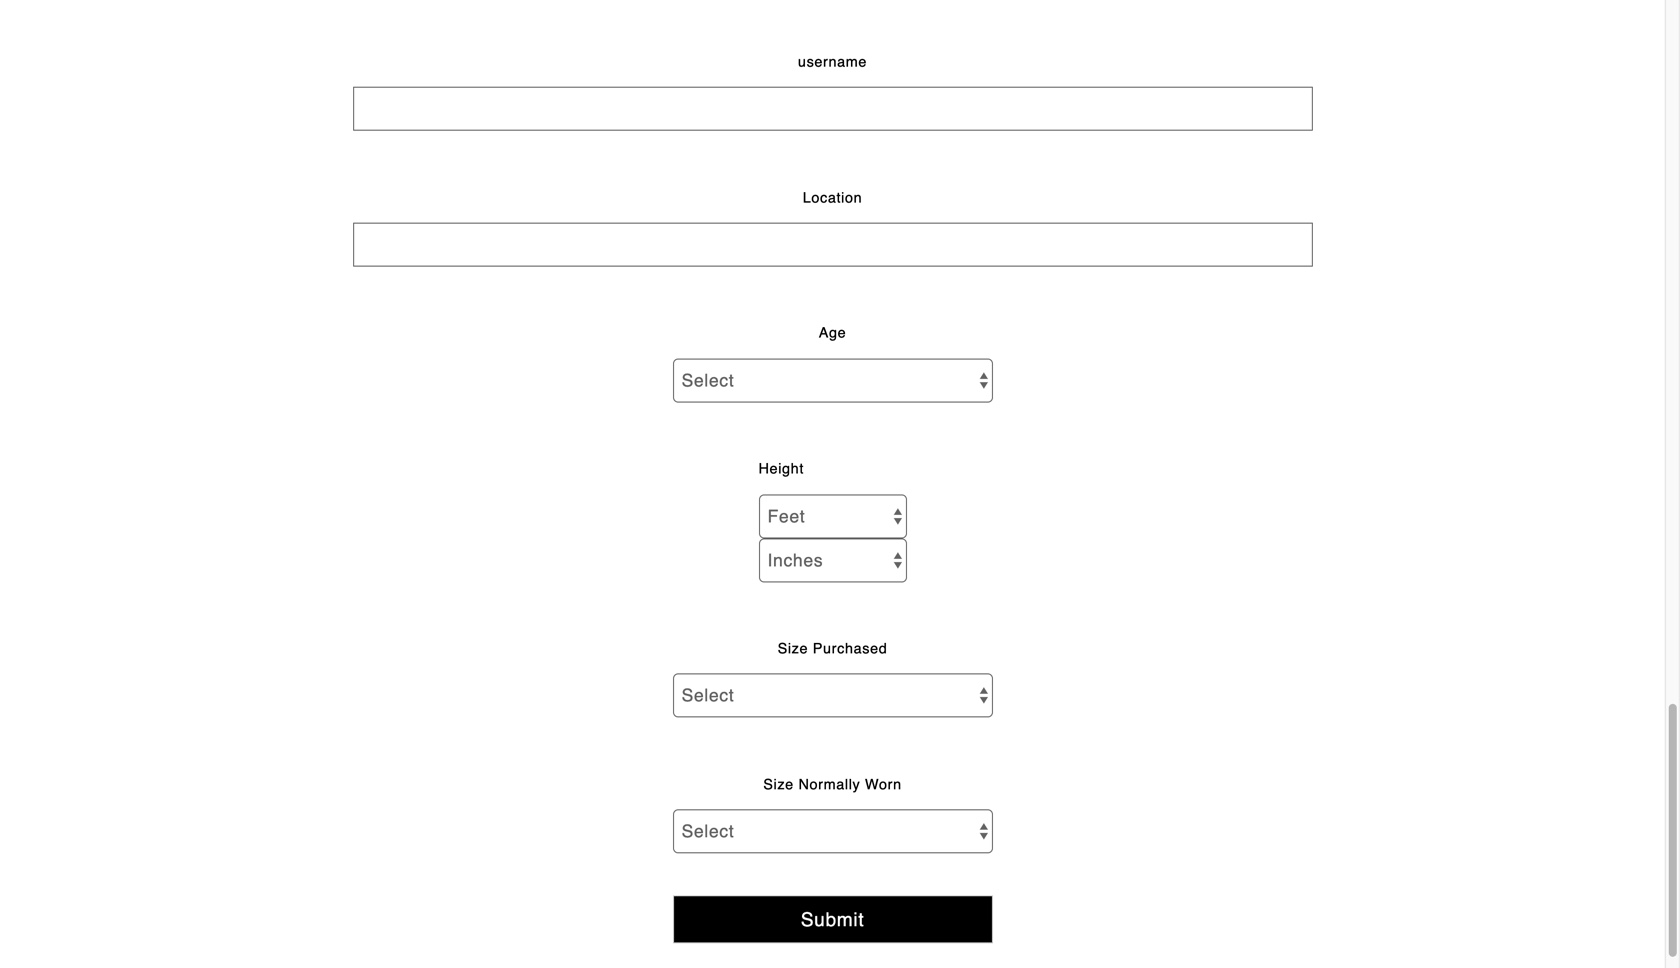 username
Location
Age
Select
Height
Feet
Inches
Size Purchased
Select
Size Normally Worn
Select
Submit